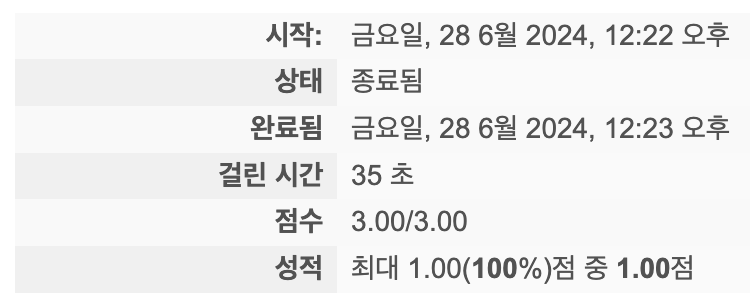 시작: 금요일, 28 6월 2024, 12:22 오후
상태 종료됨
완료됨 금요일, 28 6월 2024, 12:23 오후
걸린 시간 35 초
점수 3.00/3.00
성적 최대 1.00(100%)점 중 1.00점